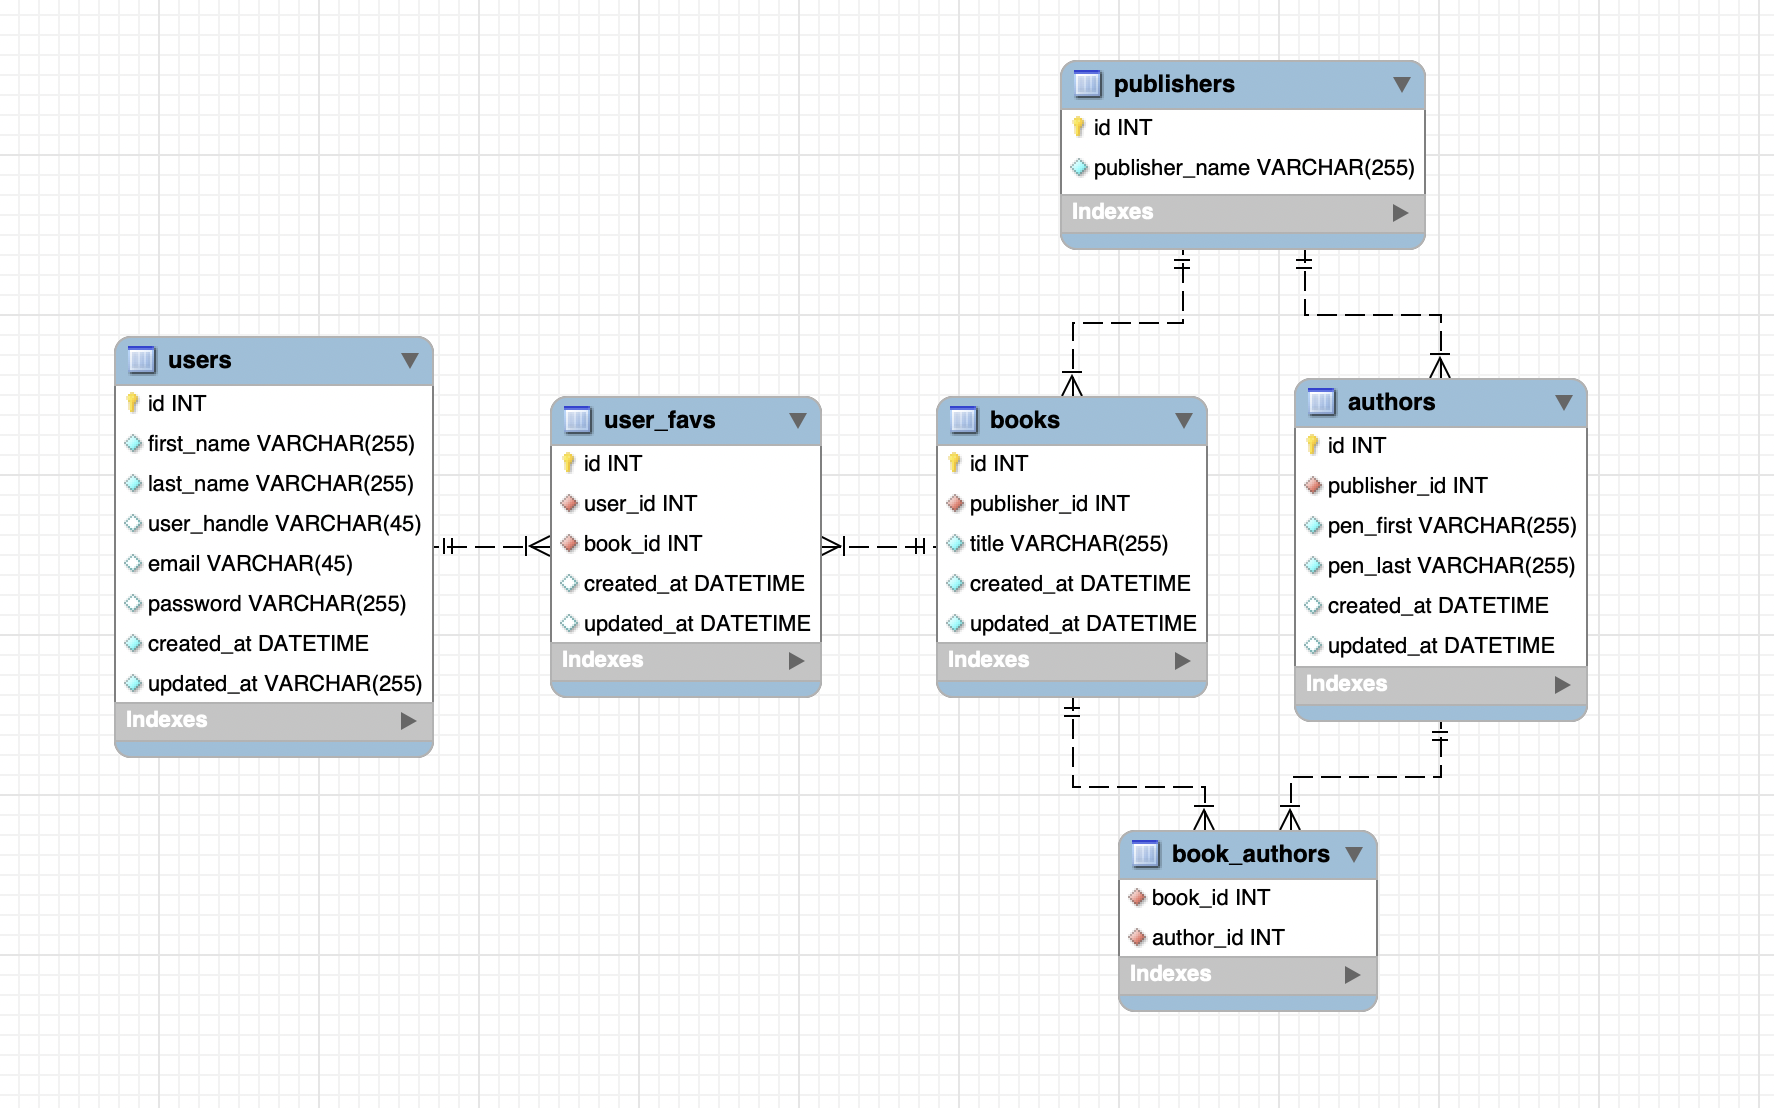 publishers
id INT
publisher_name VARCHAR(255)
Indexes
users
id INT
first_name VARCHAR(255)
last_name VARCHAR(255)
user_handle VARCHAR(45)
email VARCHAR(45)
password VARCHAR(255)
created_at DATETIME
updated_at VARCHAR(255)
Indexes
user_favs
id INT
user_id INT
book_id INT
created_at DATETIME
updated_at DATETIME
Indexes
books
id INT
publisher_id INT
title VARCHAR(255)
created_at DATETIME
updated_at DATETIME
Indexes
authors
id INT
publisher_id INT
pen_first VARCHAR(255)
pen_last VARCHAR(255)
created_at DATETIME
updated_at DATETIME
Indexes
book_authors
book_id INT
author_id INT
Indexes